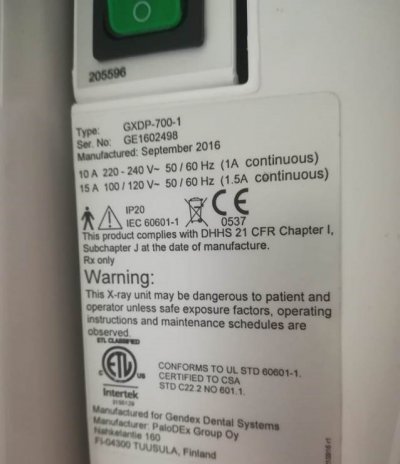 205596
Type: GXDP-700-1
Ser. No: GE1602498
Manufactured: September 2016
10 A 220 - 240 V~ 50 / 60 Hz (1A continuous)
15 A 100 / 120 V~ 50 / 60 Hz (1.5A continuous)
IP20
IEC 60601-1
CE
0537
This product complies with DHHS 21 CFR Chapter I,
Subchapter J at the date of manufacture.
Rx only
Warning:
This X-ray unit may be dangerous to patient and
operator unless safe exposure factors, operating
instructions and maintenance schedules are
observed.
ETL CLASSIFIED
C ETL US
Intertek
CONFORMS TO UL STD 60601-1.
CERTIFIED TO CSA
STD C22.2 NO 601.1.
Manufactured for Gendex Dental Systems
Manufacturer: PaloDEx Group Oy
Nahkelantie 160
FI-04300 TUUSULA, Finland